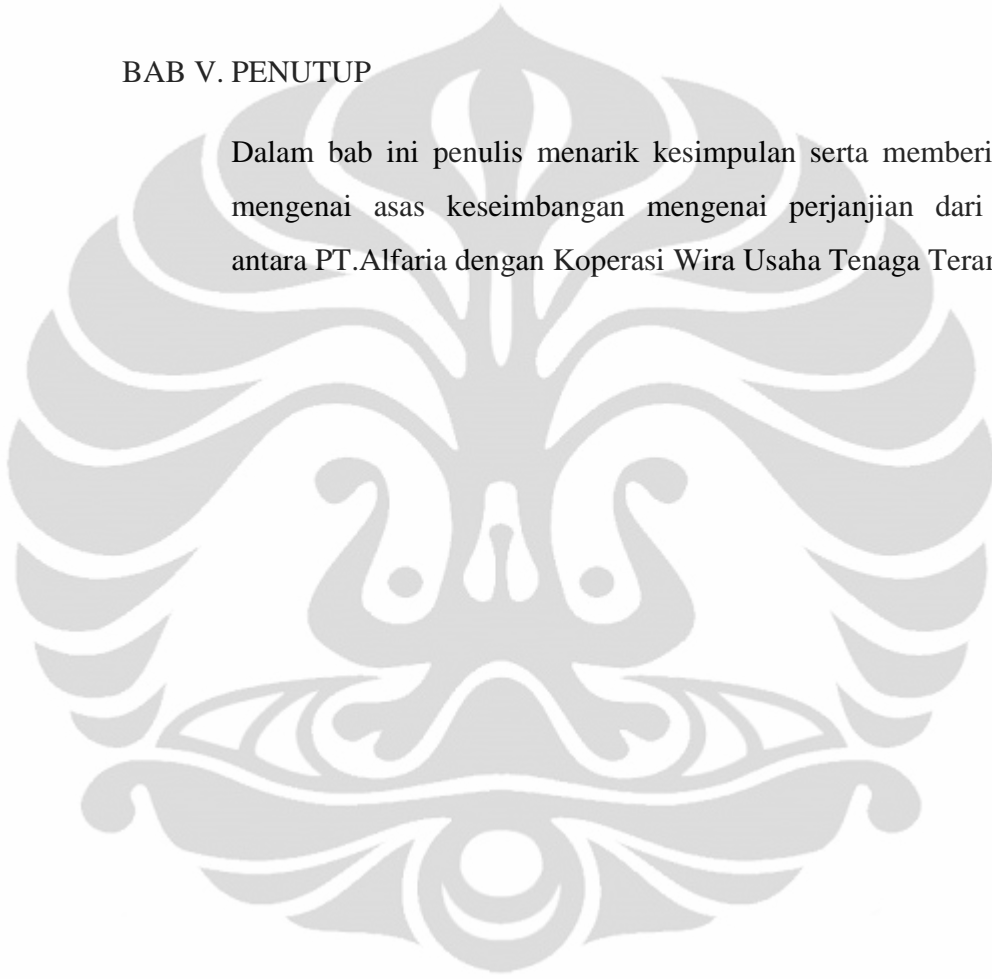 BAB V. PENUTUP
Dalam bab ini penulis menarik kesimpulan serta memberi
mengenai asas keseimbangan mengenai perjanjian dari
antara PT.Alfaria dengan Koperasi Wira Usaha Tenaga